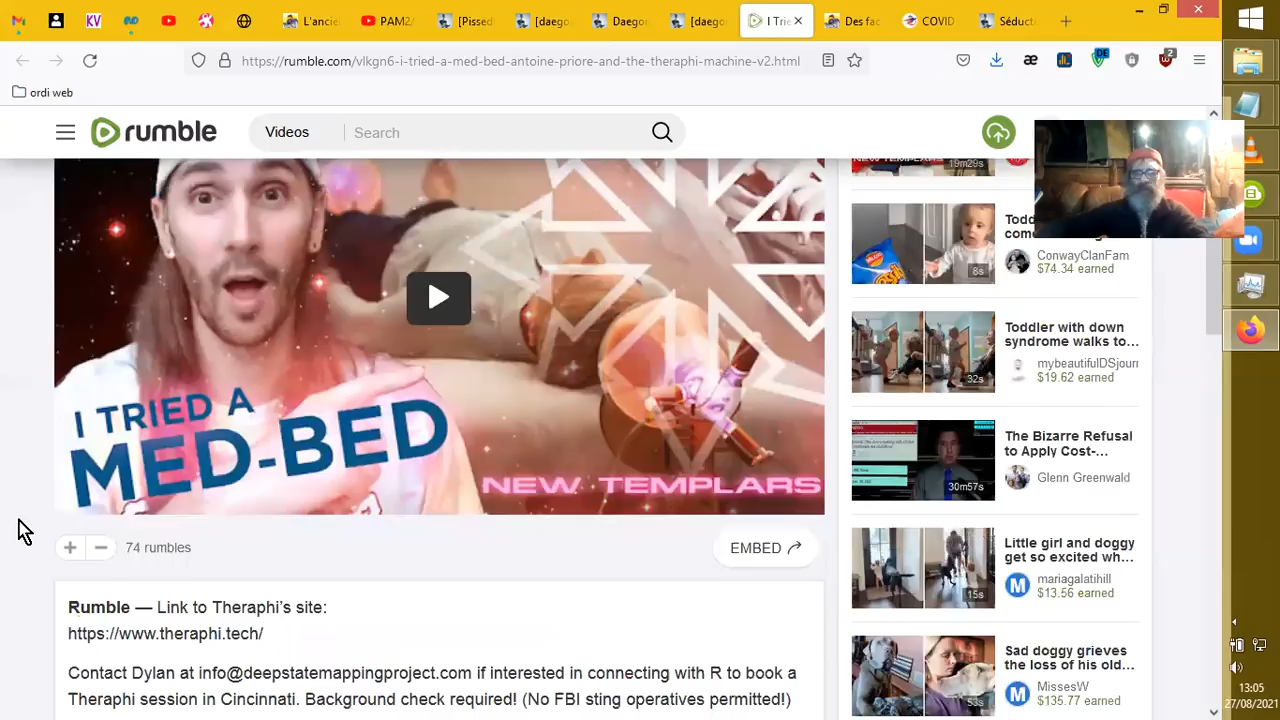 L'ancie
PAM2/
[Pissed
[daego
Daego
[daego
I Trie
Des fac
COVID
Séduct
https://rumble.com
ried-a-med-bed-antoine-priore-and-the-theraphi-machine-v2.html
ordi web
rumble
Videos
Search
I TRIED A
MED-BED
NEW TEMPLARS
NEW TEMPLARS
19m29s
Todd
come
ConwayClanFam
$74.34 earned
8s
Toddler with down
syndrome walks to...
mybeautifulDSjourr
$19.62 earned
32s
The Bizarre Refusal
to Apply Cost-...
Glenn Greenwald
30m57s
Little girl and doggy
get so excited wh...
mariagalatihill
$13.56 earned
15s
Sad doggy grieves
the loss of his old...
MissesW
$135.77 earned
53s
74 rumbles
EMBED
Rumble — Link to Theraphi's site:
https://www.theraphi.tech/
Contact Dylan at info@deepstatemappingproject.com if interested in connecting with R to book a
Theraphi session in Cincinnati. Background check required! (No FBI sting operatives permitted!)
13:05
27/08/2021